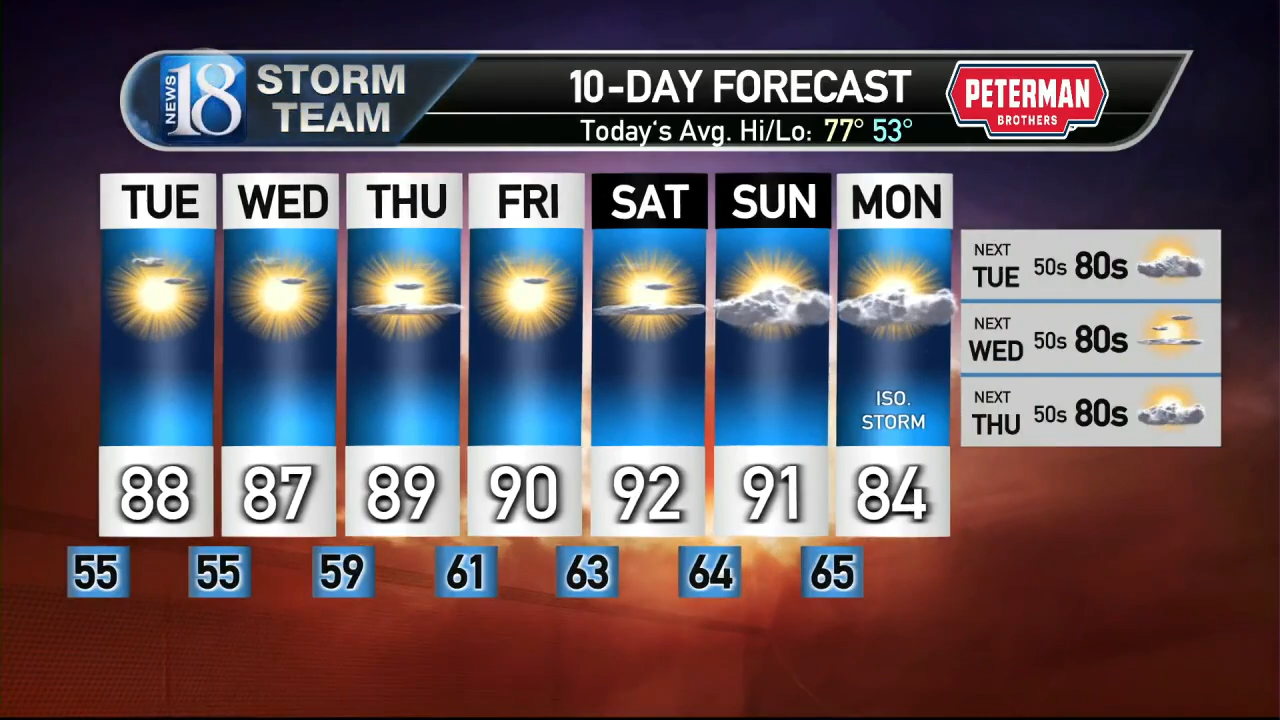 NEWS 18
STORM
TEAM
10-DAY FORECAST
Today's Avg. Hi/Lo: 77° 53°
PETERMAN
BROTHERS
TUE WED THU FRI SAT SUN MON
ISO.
STORM
88 87 89 90 92 91 84
55 55 59 61 63 64 65
NEXT
TUE 50s 80s
NEXT
WED 50s 80s
NEXT
THU 50s 80s